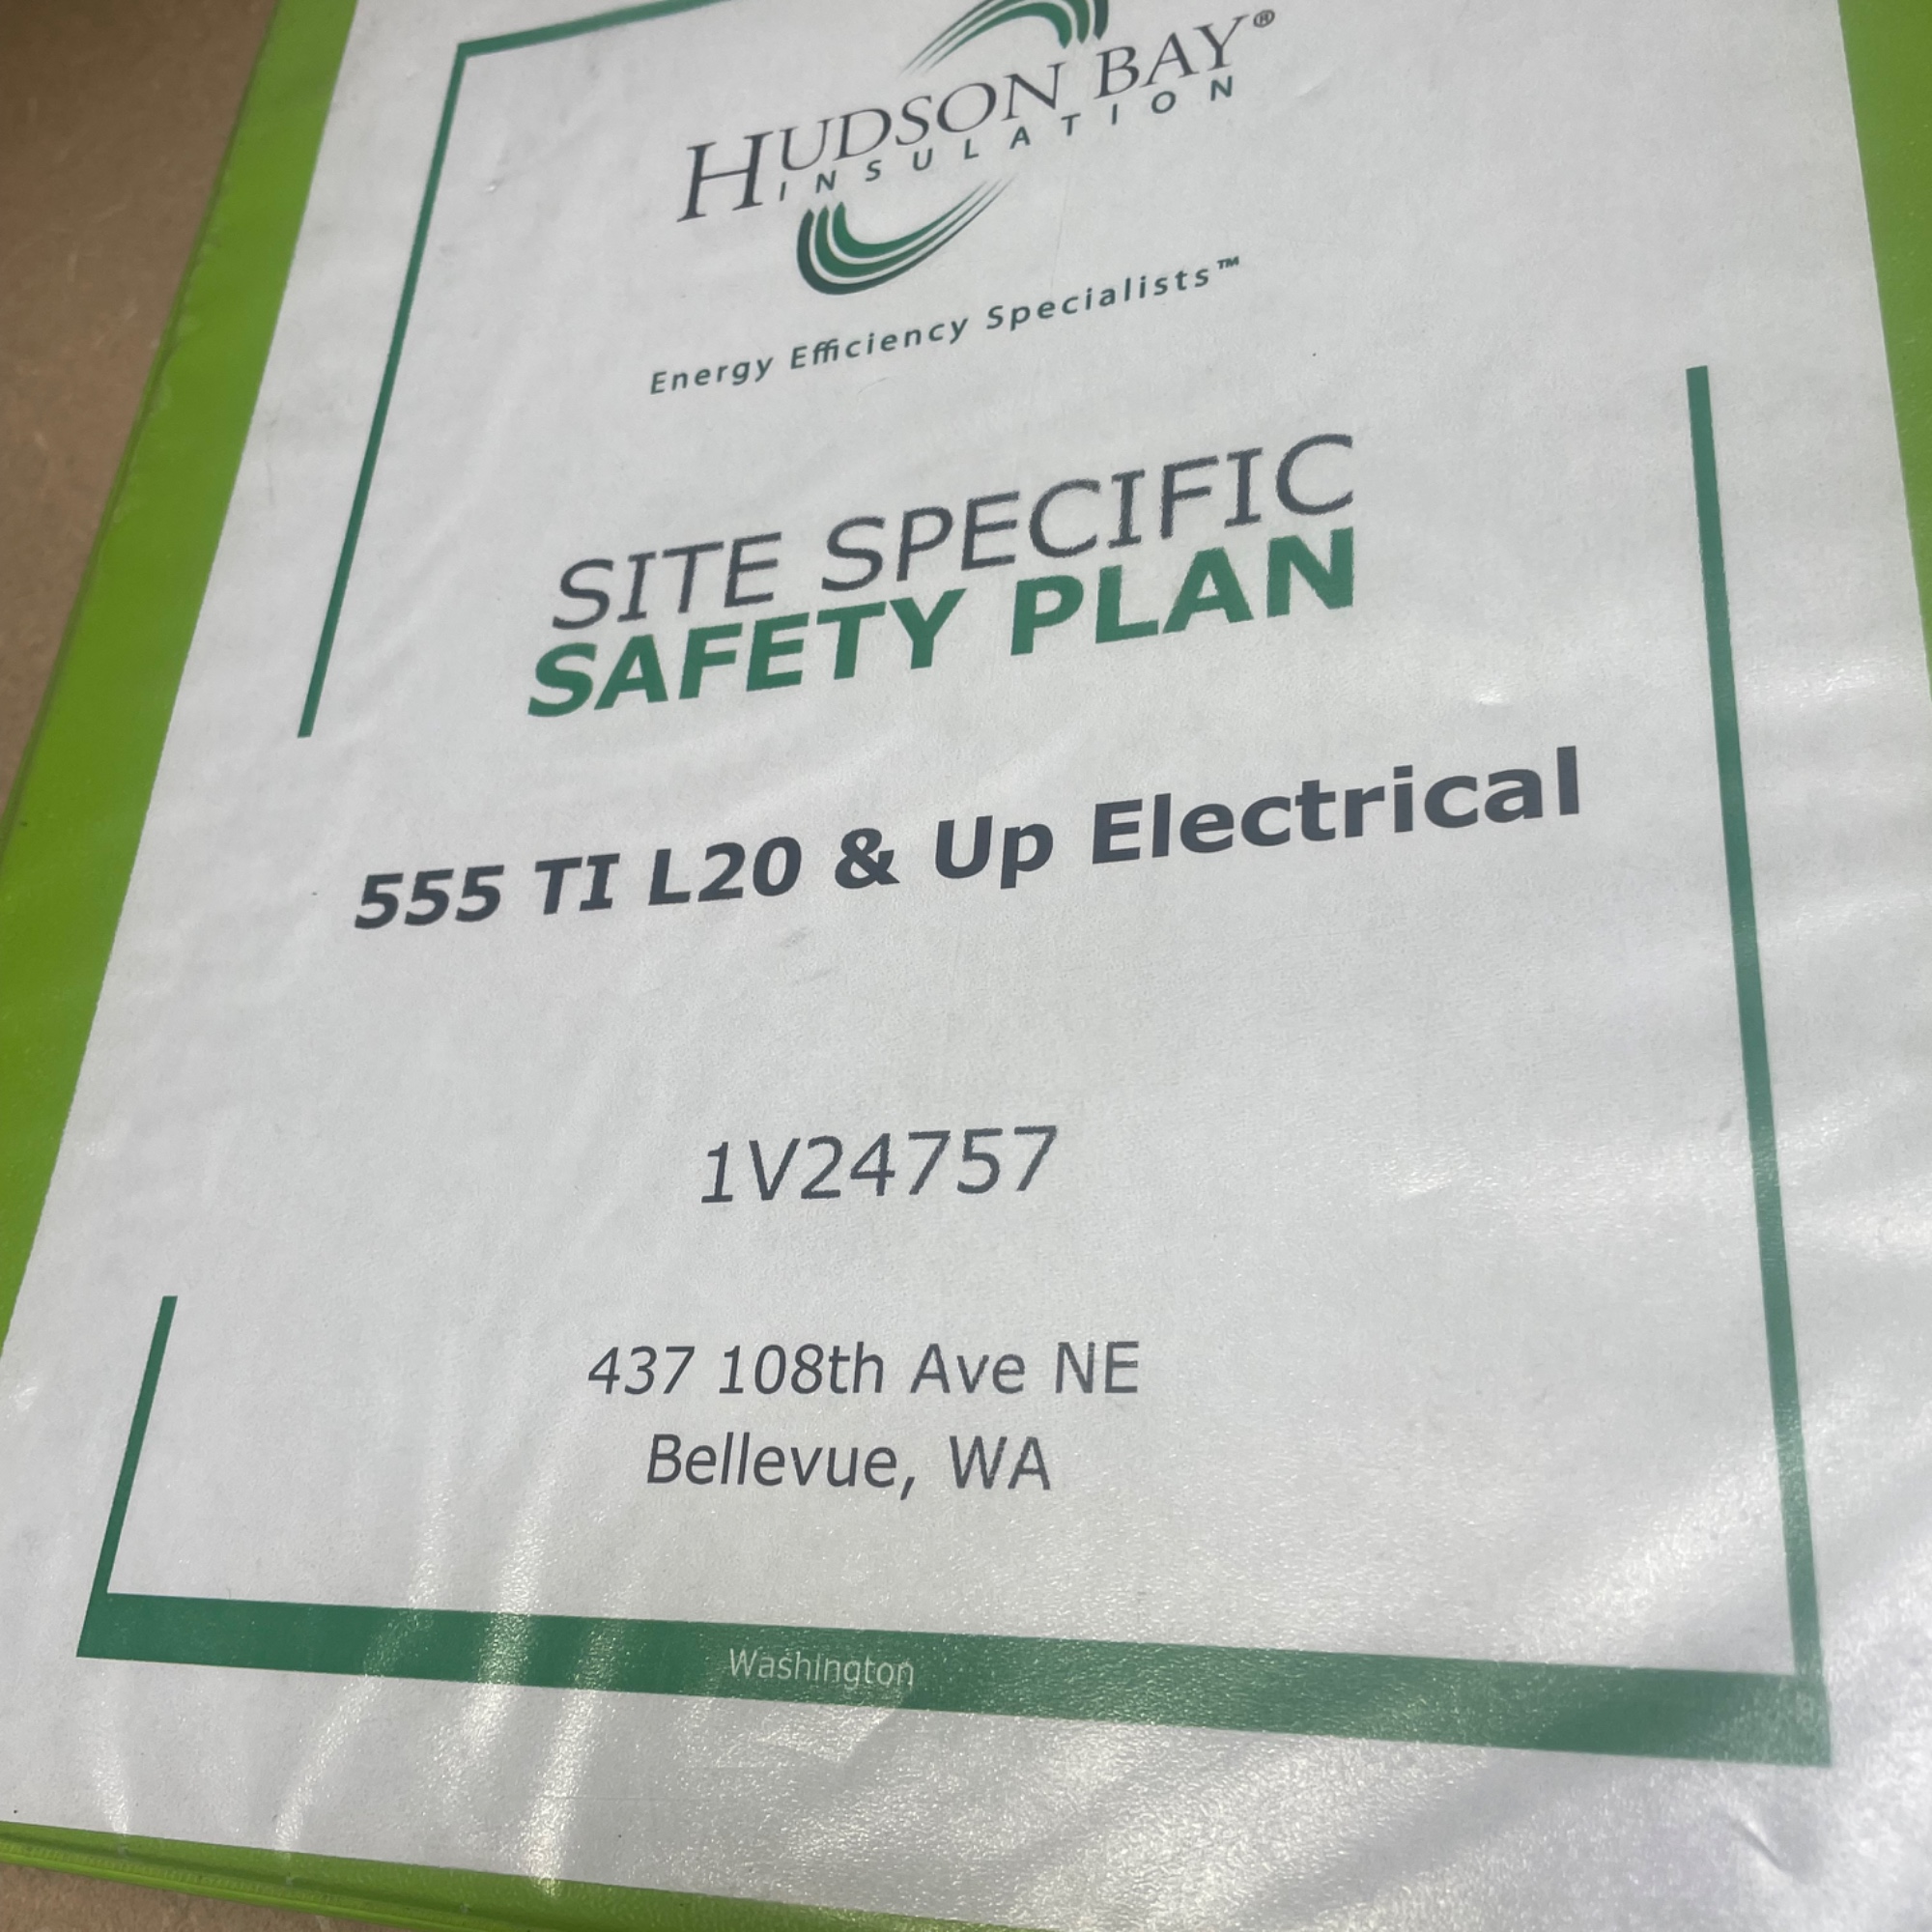 HUDSON BAY®
INSULATION
Energy Efficiency Specialists™
SITE SPECIFIC
SAFETY PLAN
555 TI L20 & Up Electrical
1V24757
437 108th Ave NE
Bellevue, WA
Washington